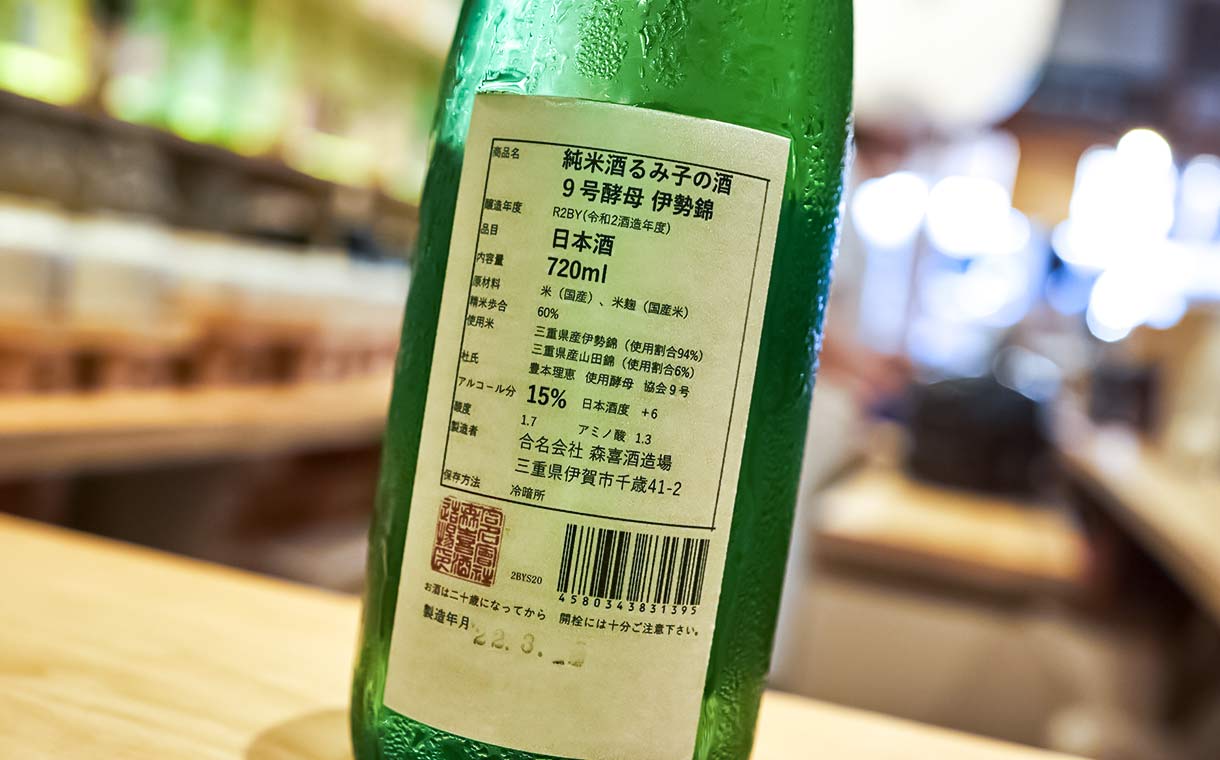 商品名 純米酒るみ子の酒
9号酵母 伊勢錦
醸造年度 R2BY(令和2酒造年度)
品目 日本酒
内容量 720ml
原材料 米（国産）、米麹（国産米）
精米歩合 60%
使用米 三重県産伊勢錦（使用割合94%）
三重県産山田錦（使用割合6%）
杜氏 豊本理恵 使用酵母 協会9号
アルコール分 15% 日本酒度 +6
酸度 1.7 アミノ酸 1.3
製造者 合名会社 森喜酒造場
三重県伊賀市千歳41-2
保存方法 冷暗所
2BYS20
4580343831395
お酒は二十歳になってから 開栓には十分ご注意下さい。
製造年月 22.3.